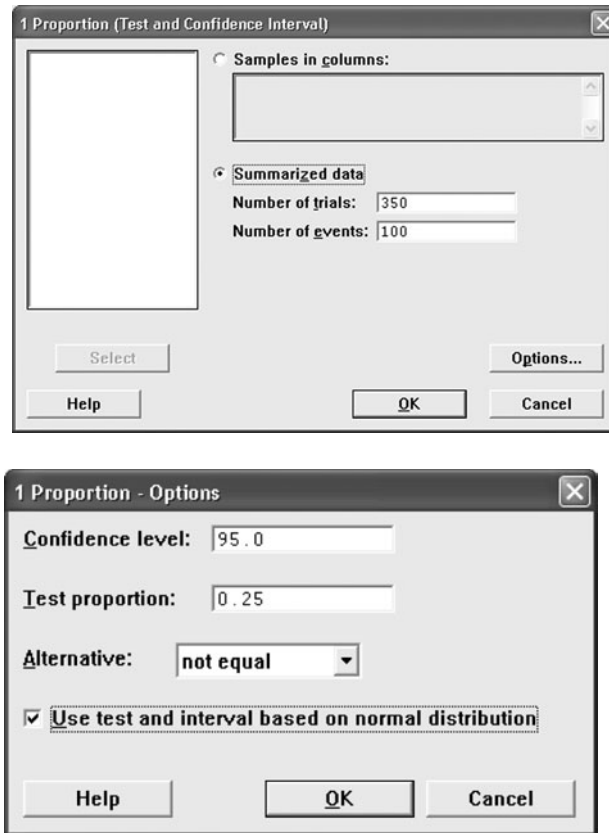 1 Proportion (Test and Confidence Interval)
Samples in columns:
Summarized data
Number of trials: 350
Number of events: 100
Select
Options...
Help
OK
Cancel
1 Proportion - Options
Confidence level: 95.0
Test proportion: 0.25
Alternative: not equal
Use test and interval based on normal distribution
Help
OK
Cancel